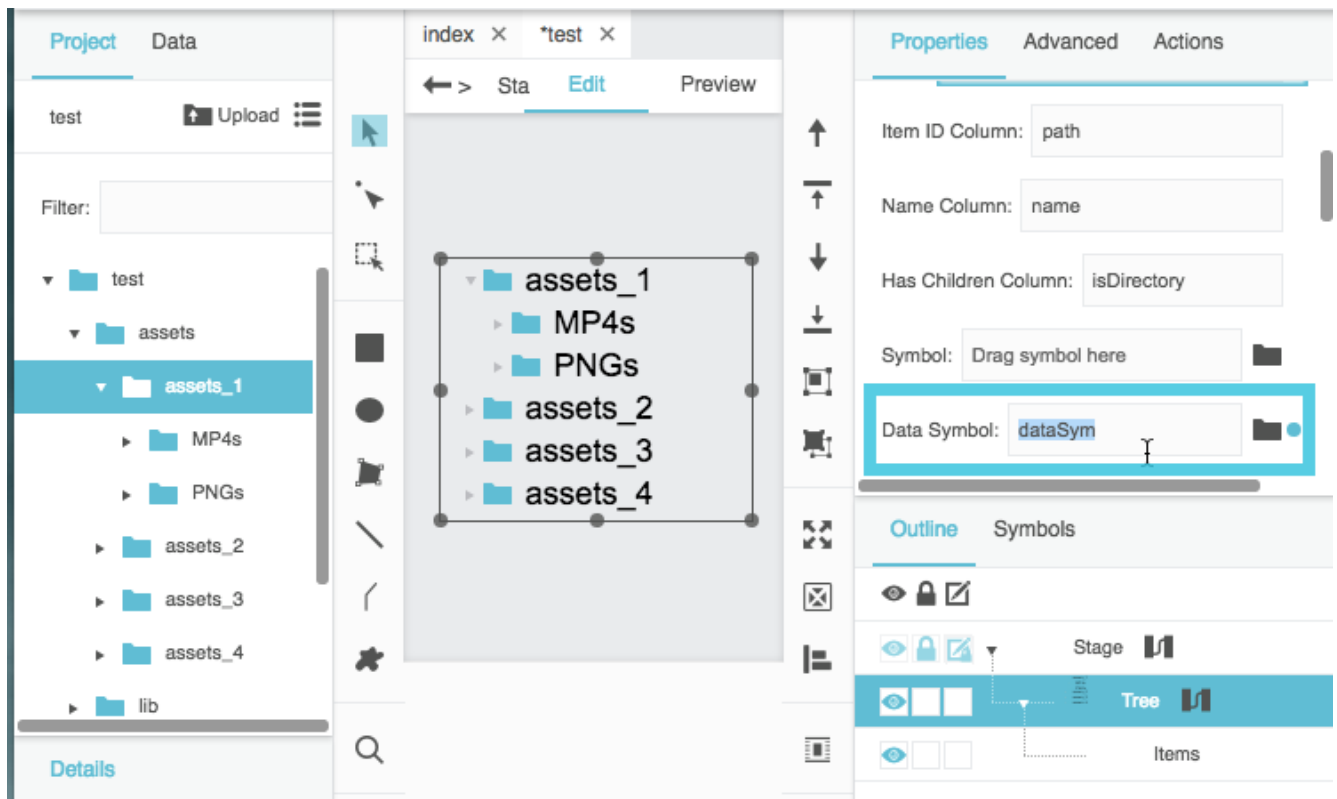 Project Data
test Upload
Filter:
test
assets
assets_1
MP4s
PNGs
assets_2
assets_3
assets_4
lib
Details
index *test
> Sta Edit Preview
assets_1
MP4s
PNGs
assets_2
assets_3
assets_4
Properties Advanced Actions
Item ID Column: path
Name Column: name
Has Children Column: isDirectory
Symbol: Drag symbol here
Data Symbol: dataSym
Outline Symbols
Stage
Tree
Items